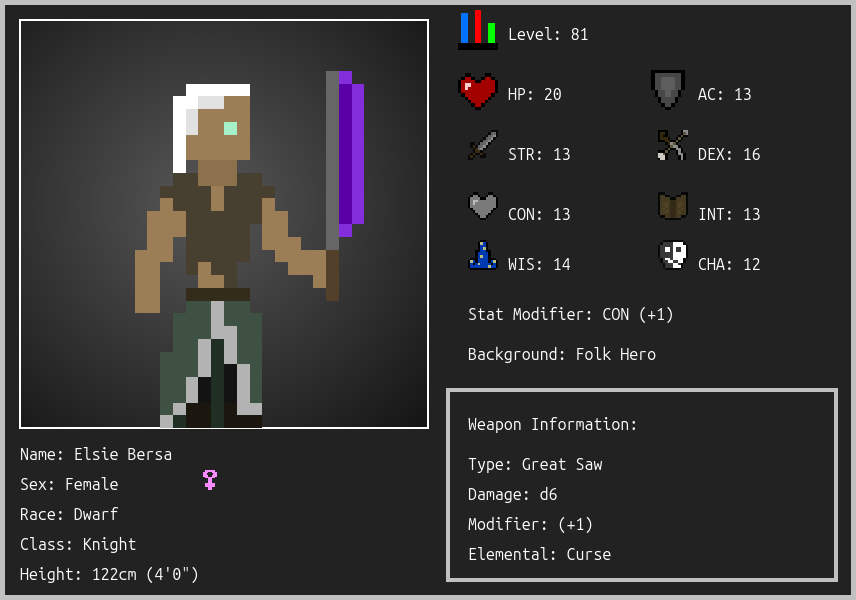 Level: 81
HP: 20
AC: 13
STR: 13
DEX: 16
CON: 13
INT: 13
WIS: 14
CHA: 12
Stat Modifier: CON (+1)
Background: Folk Hero
Weapon Information:
Type: Great Saw
Damage: d6
Modifier: (+1)
Elemental: Curse
Name: Elsie Bersa
Sex: Female
Race: Dwarf
Class: Knight
Height: 122cm (4'0")